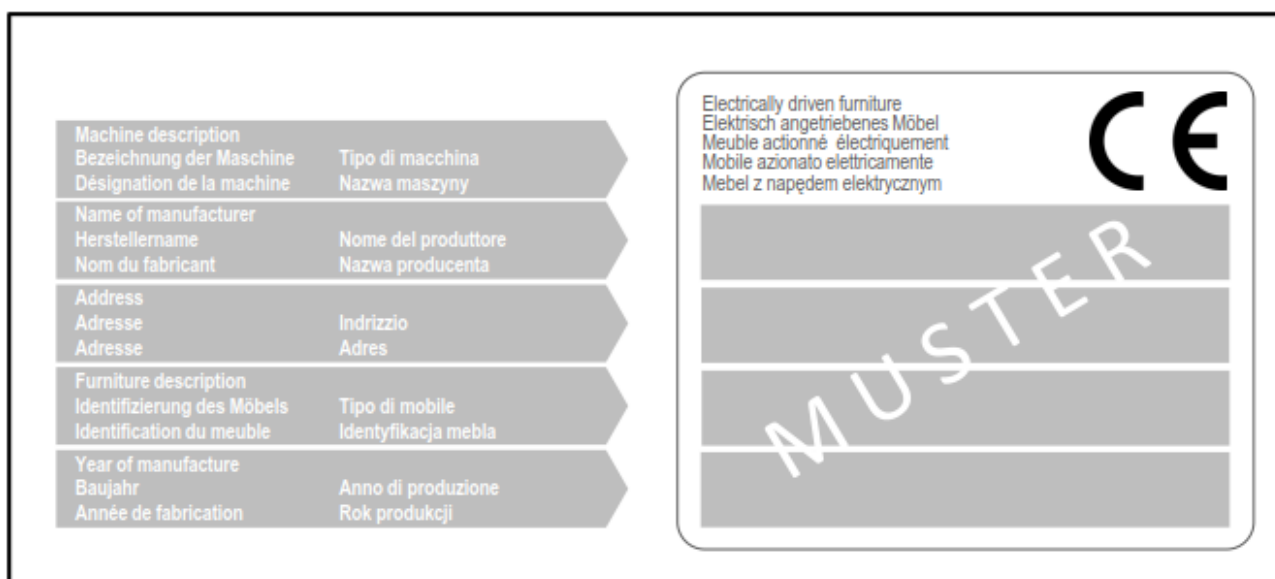 Machine description
Bezeichnung der Maschine Tipo di macchina
Désignation de la machine Nazwa maszyny
Name of manufacturer
Herstellername Nome del produttore
Nom du fabricant Nazwa producenta
Address
Adresse Indrizzio
Adresse Adres
Furniture description
Identifizierung des Möbels Tipo di mobile
Identification du meuble Identyfikacja mebla
Year of manufacture
Baujahr Anno di produzione
Année de fabrication Rok produkcji
Electrically driven furniture
Elektrisch angetriebenes Möbel
Meuble actionné électriquement
Mobile azionato elettricamente
Mebel z napędem elektrycznym
CE
MUSTER